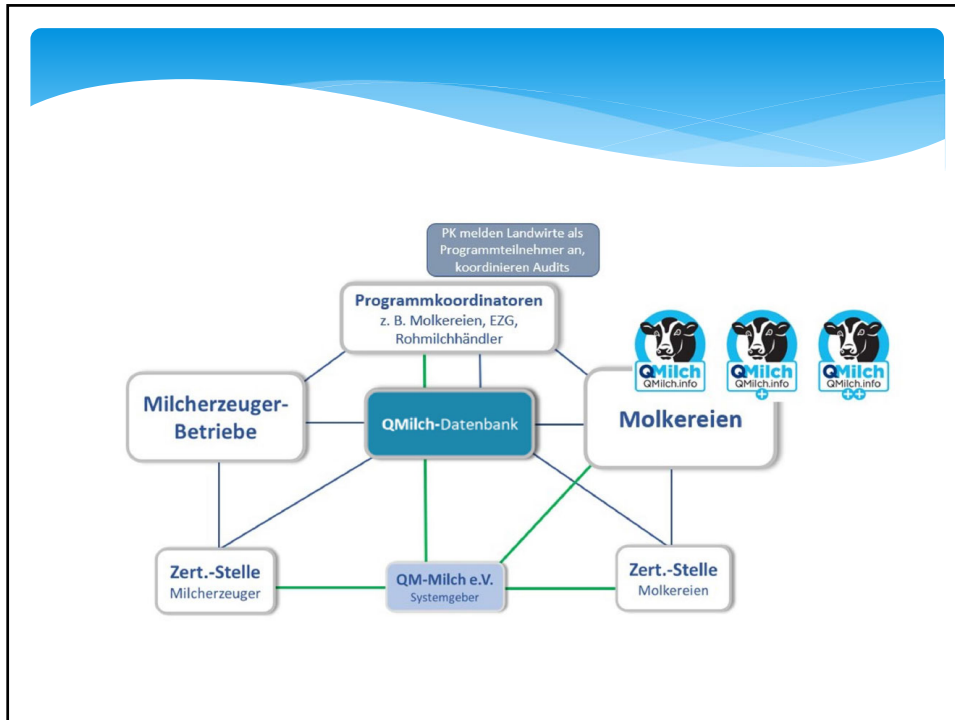 PK melden Landwirte als
Programmteilnehmer an,
koordinieren Audits
Programmkoordinatoren
z. B. Molkereien, EZG,
Rohmilchhändler
QMilch
QMilch.info
QMilch
QMilch.info
+
QMilch
QMilch.info
++
Milcherzeuger-
Betriebe
QMilch-Datenbank
Molkereien
Zert.-Stelle
Milcherzeuger
QM-Milch e.V.
Systemgeber
Zert.-Stelle
Molkereien